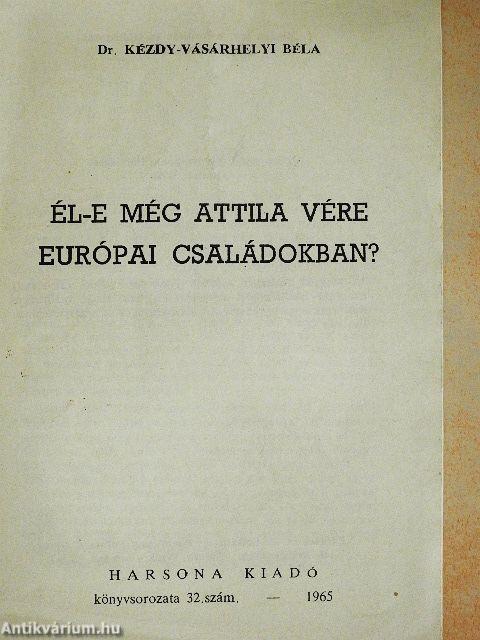 Dr. KÉZDY-VÁSÁRHELYI BÉLA
ÉL-E MÉG ATTILA VÉRE
EURÓPAI CSALÁDOKBAN?
HARSONA KIADÓ
könyvsorozata 32.szám. — 1965
Antikvárium.hu